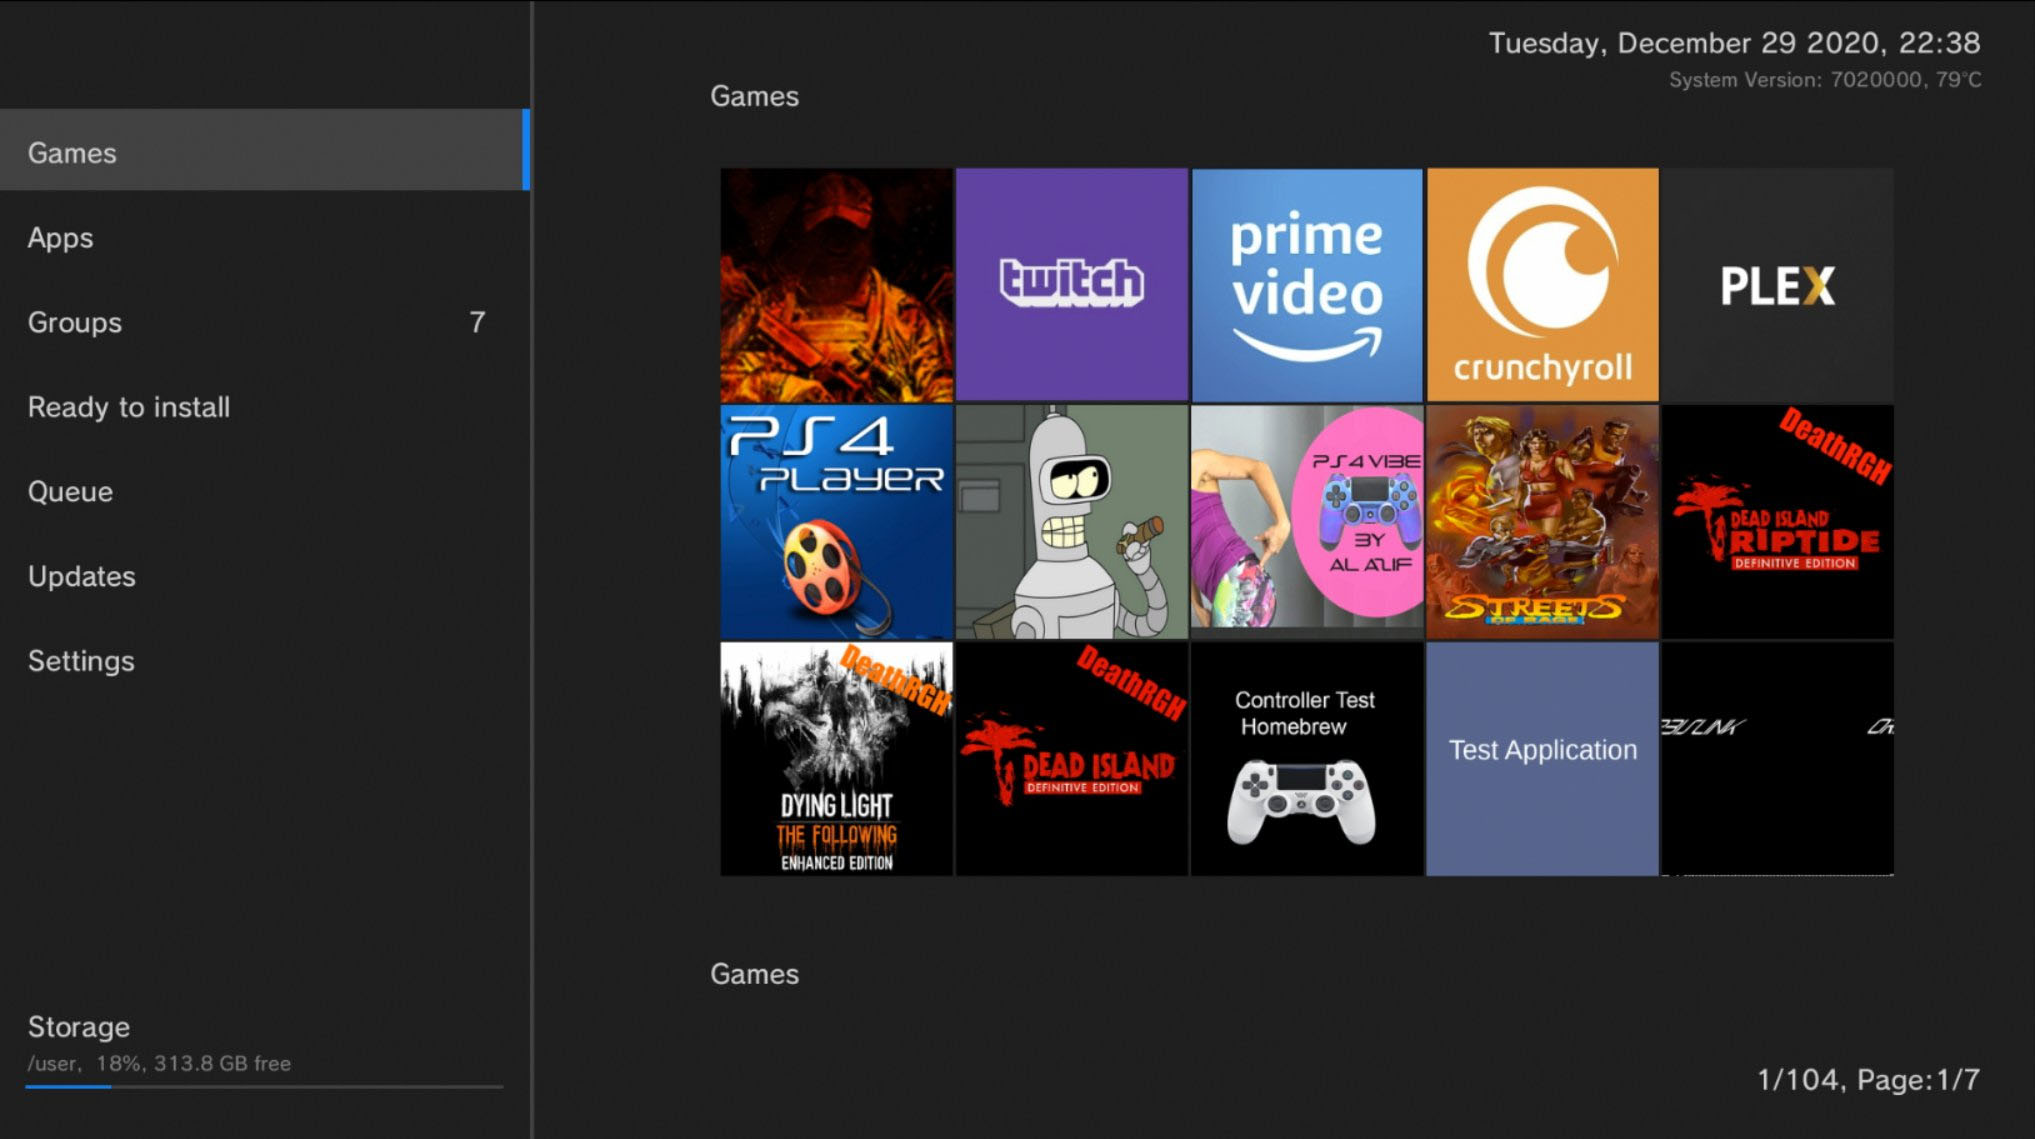 Tuesday, December 29 2020, 22:38
System Version: 7020000, 79°C
Games
Apps
Groups 7
Ready to install
Queue
Updates
Settings
Storage
/user, 18%, 313.8 GB free
Games
twitch
prime
video
crunchyroll
PLEX
PS4
PLAYER
PS4 VIBE
BY
AL AZIF
STREETS
OF RAGE
DeathRGH
DEAD ISLAND
RIPTIDE
DEFINITIVE EDITION
DeathRGH
DYING LIGHT
THE FOLLOWING
ENHANCED EDITION
DeathRGH
DEAD ISLAND
DEFINITIVE EDITION
Controller Test
Homebrew
Test Application
Games
1/104, Page:1/7